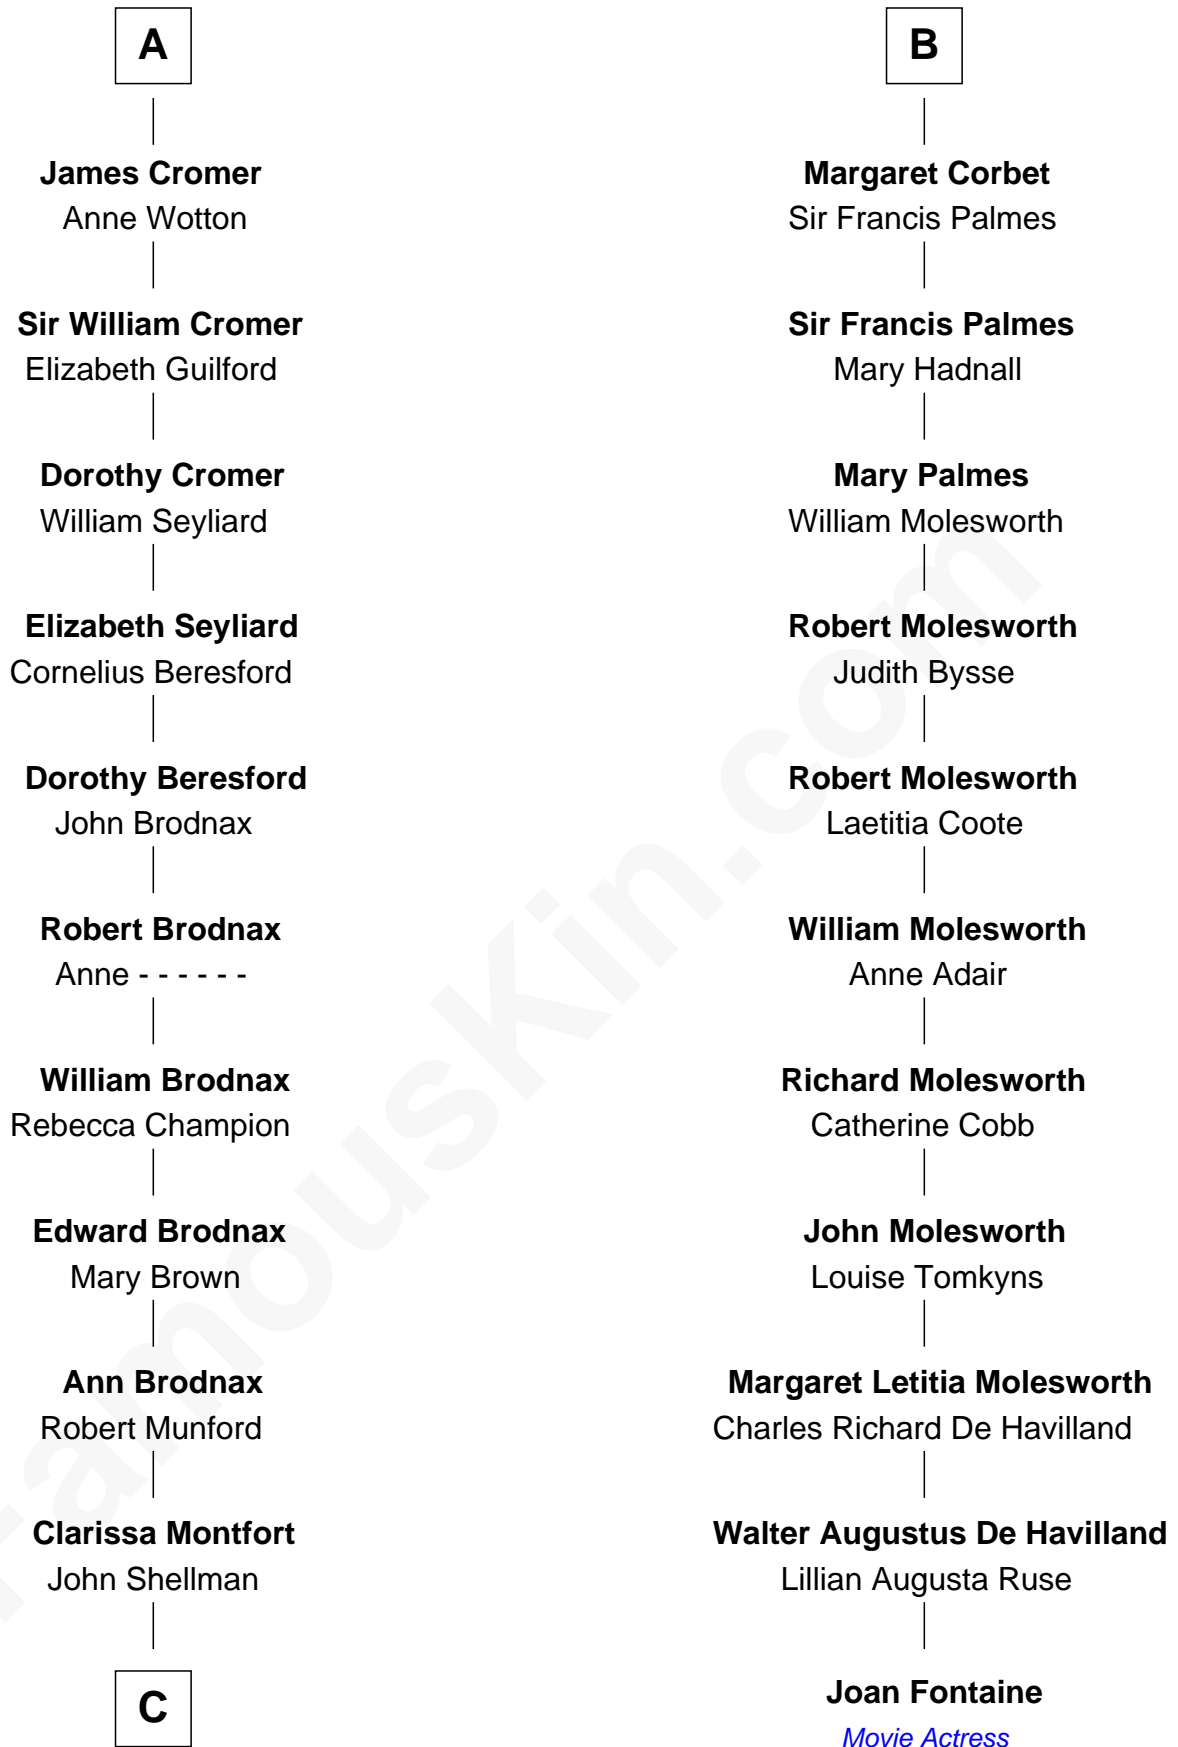 A
James Cromer
Anne Wotton
Sir William Cromer
Elizabeth Guilford
Dorothy Cromer
William Seyliard
Elizabeth Seyliard
Cornelius Beresford
Dorothy Beresford
John Brodnax
Robert Brodnax
Anne - - - - - -
William Brodnax
Rebecca Champion
Edward Brodnax
Mary Brown
Ann Brodnax
Robert Munford
Clarissa Montfort
John Shellman
C
B
Margaret Corbet
Sir Francis Palmes
Sir Francis Palmes
Mary Hadnall
Mary Palmes
William Molesworth
Robert Molesworth
Judith Bysse
Robert Molesworth
Laetitia Coote
William Molesworth
Anne Adair
Richard Molesworth
Catherine Cobb
John Molesworth
Louise Tomkyns
Margaret Letitia Molesworth
Charles Richard De Havilland
Walter Augustus De Havilland
Lillian Augusta Ruse
Joan Fontaine
Movie Actress
FamousKin.com